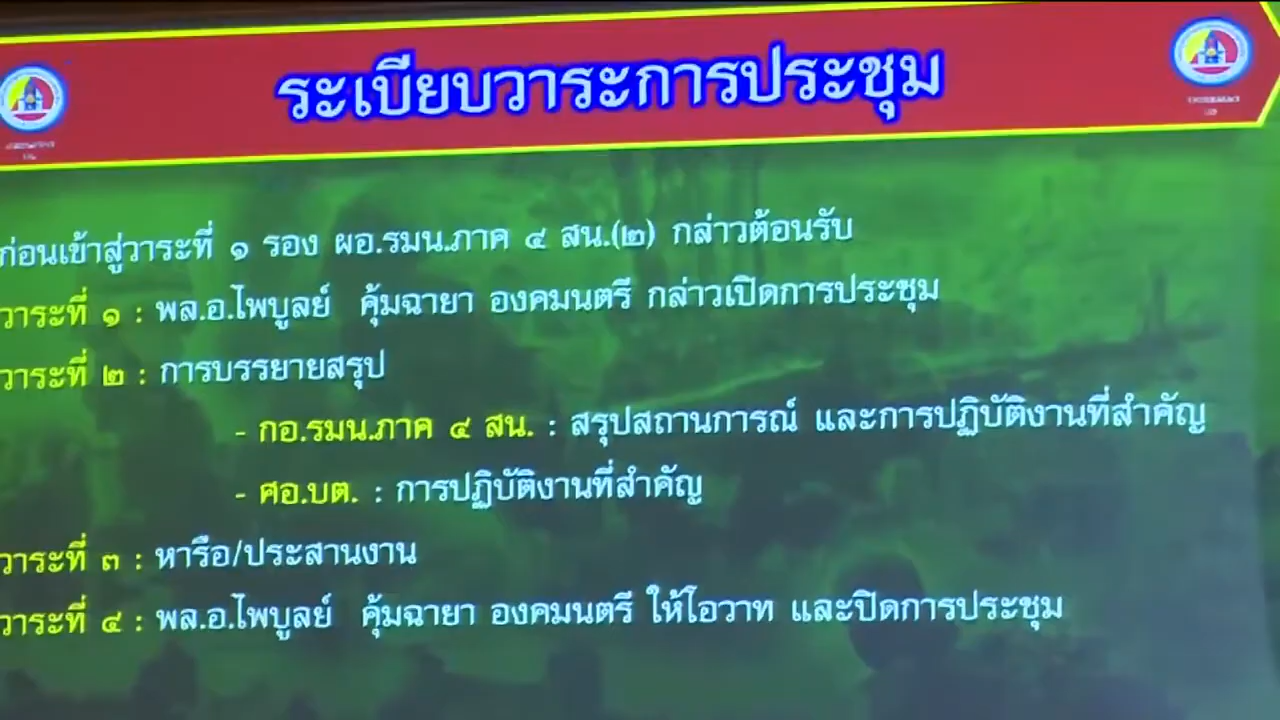 ระเบียบวาระการประชุม
ก่อนเข้าสู่วาระที่ ๑ รอง ผอ.รมน.ภาค ๔ สน.(๒) กล่าวต้อนรับ
วาระที่ ๑ : พล.อ.ไพบูลย์ คุ้มฉายา องคมนตรี กล่าวเปิดการประชุม
วาระที่ ๒ : การบรรยายสรุป
- กอ.รมน.ภาค ๔ สน. : สรุปสถานการณ์ และการปฏิบัติงานที่สำคัญ
- ศอ.บต. : การปฏิบัติงานที่สำคัญ
วาระที่ ๓ : หารือ/ประสานงาน
วาระที่ ๔ : พล.อ.ไพบูลย์ คุ้มฉายา องคมนตรี ให้โอวาท และปิดการประชุม